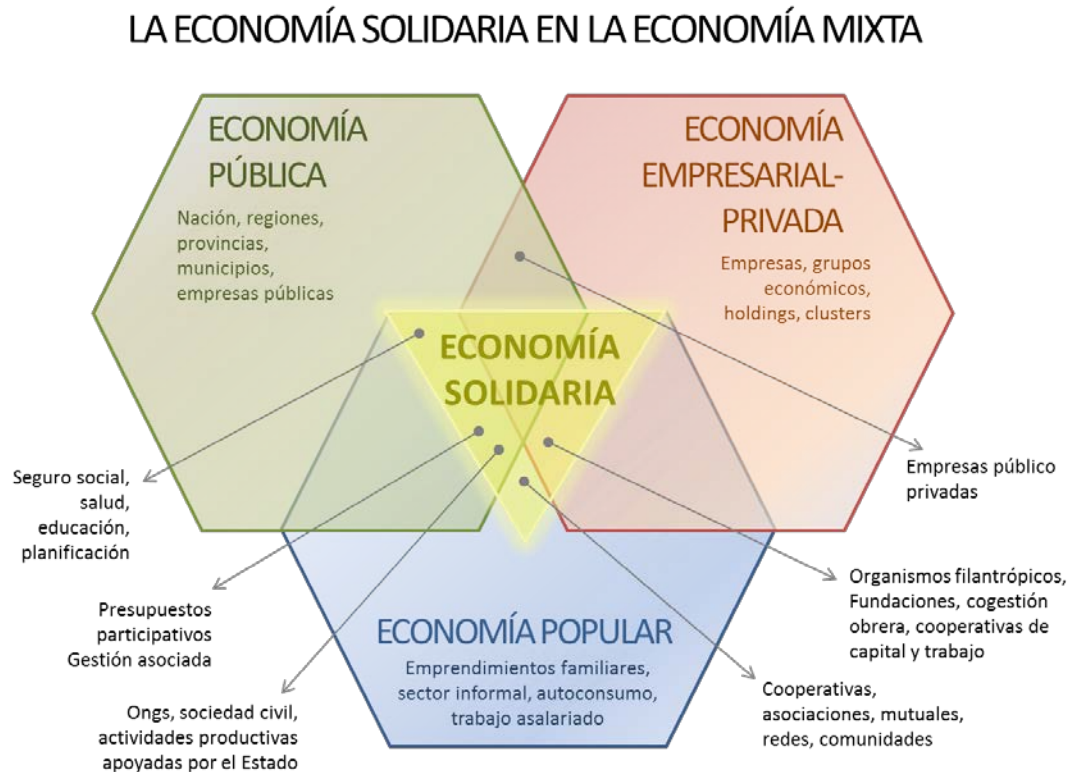 LA ECONOMÍA SOLIDARIA EN LA ECONOMÍA MIXTA
ECONOMÍA
PÚBLICA
Nación, regiones,
provincias,
municipios,
empresas públicas
ECONOMÍA
EMPRESARIAL-
PRIVADA
Empresas, grupos
económicos,
holdings, clusters
ECONOMÍA
SOLIDARIA
Seguro social,
salud,
educación,
planificación
Empresas público
privadas
Presupuestos
participativos
Gestión asociada
Organismos filantrópicos,
Fundaciones, cogestión
obrera, cooperativas de
capital y trabajo
ECONOMÍA POPULAR
Emprendimientos familiares,
sector informal, autoconsumo,
trabajo asalariado
Ongs, sociedad civil,
actividades productivas
apoyadas por el Estado
Cooperativas,
asociaciones, mutuales,
redes, comunidades